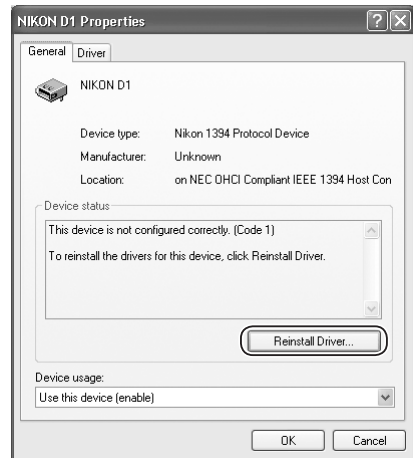 NIKON D1 Properties
General Driver
NIKON D1
Device type: Nikon 1394 Protocol Device
Manufacturer: Unknown
Location: on NEC OHCI Compliant IEEE 1394 Host Con
Device status
This device is not configured correctly. (Code 1)
To reinstall the drivers for this device, click Reinstall Driver.
Reinstall Driver...
Device usage:
Use this device (enable)
OK Cancel